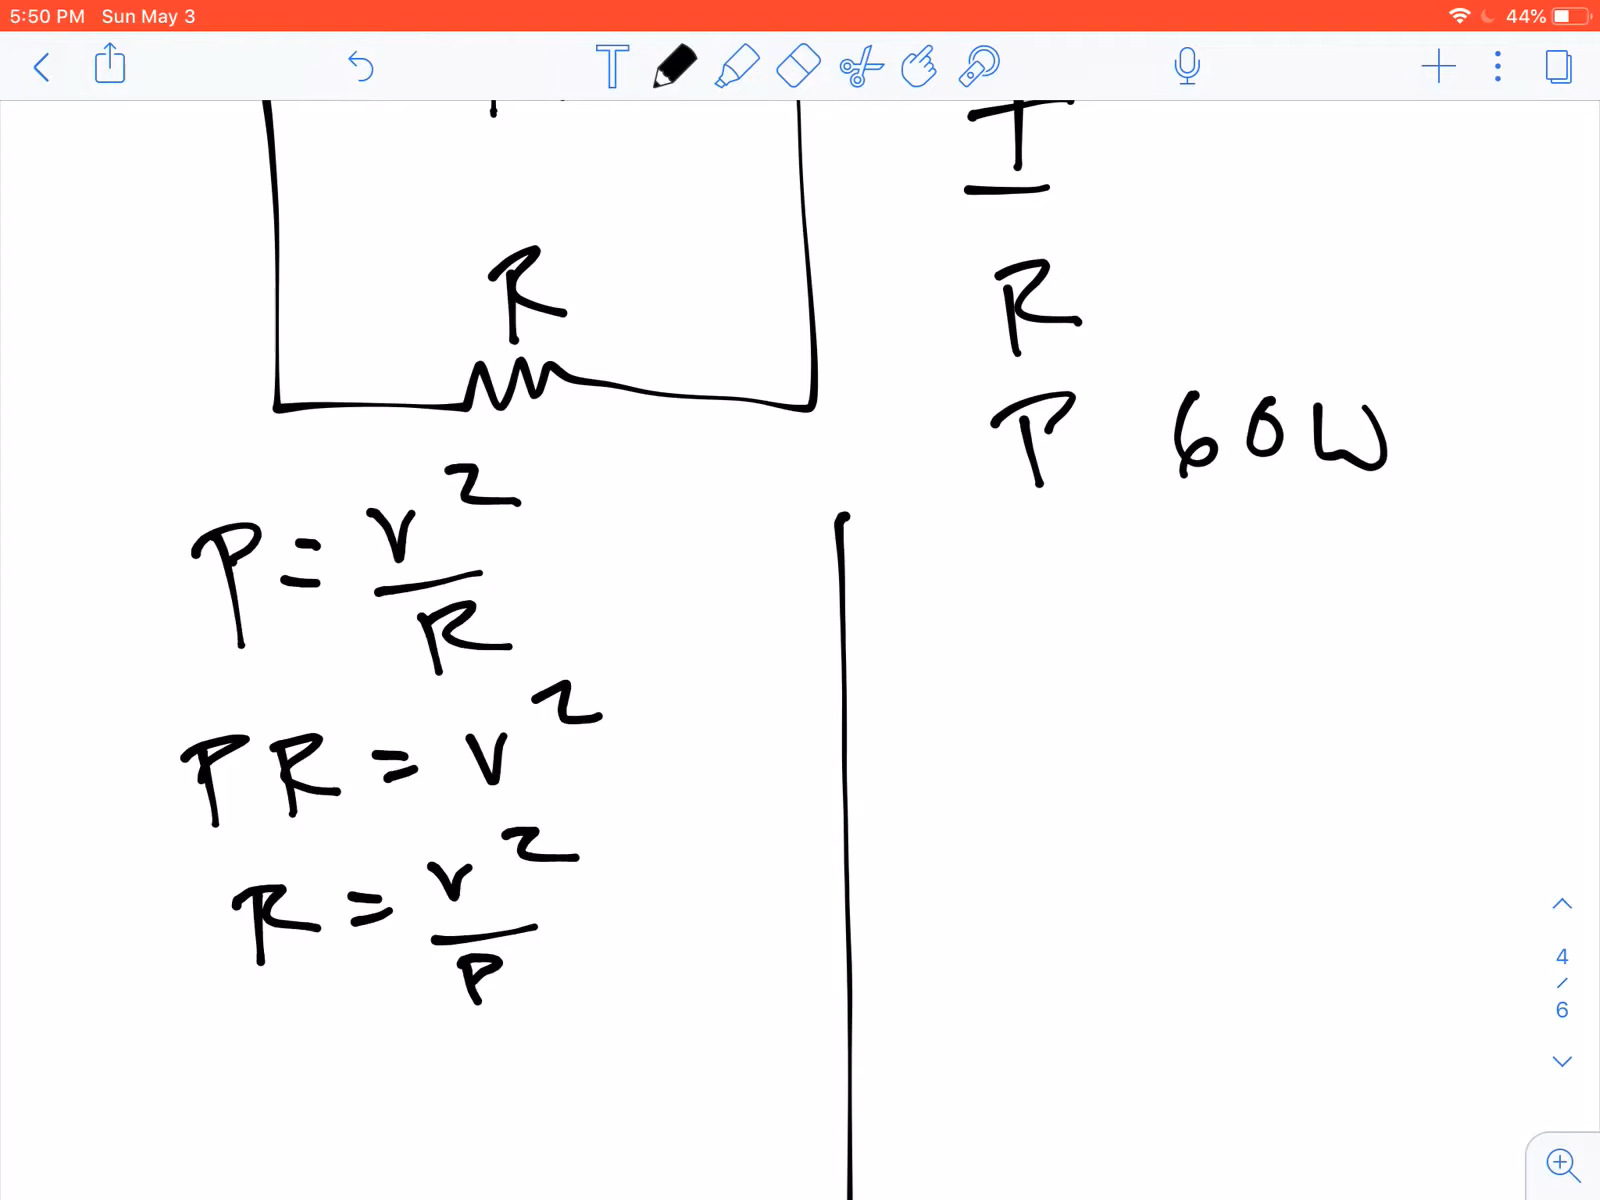 5:50 PM Sun May 3 44%
T
I
R
R
P 60W
P = V²/R
PR = V²
R = V²/P
4
/
6